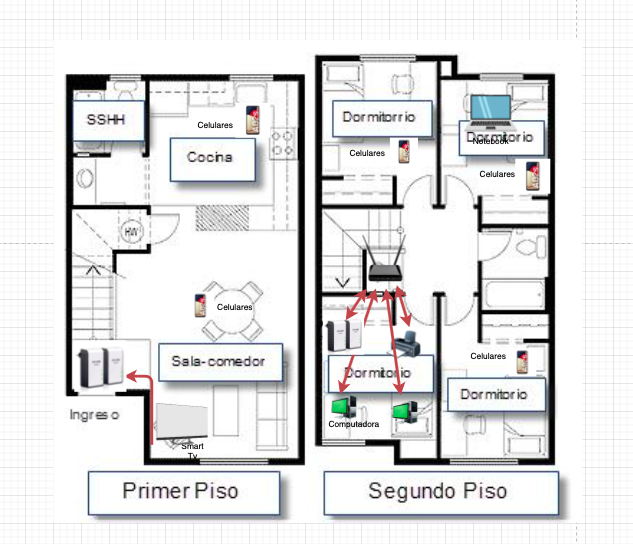 SSHH
Celulares
Cocina
HW
Celulares
Sala-comedor
Ingreso
Smart
Tv
Primer Piso
Dormitorrio
Celulares
Dormitorio
Notebook
Celulares
Dormitorio
Computadora
Celulares
Dormitorio
Segundo Piso